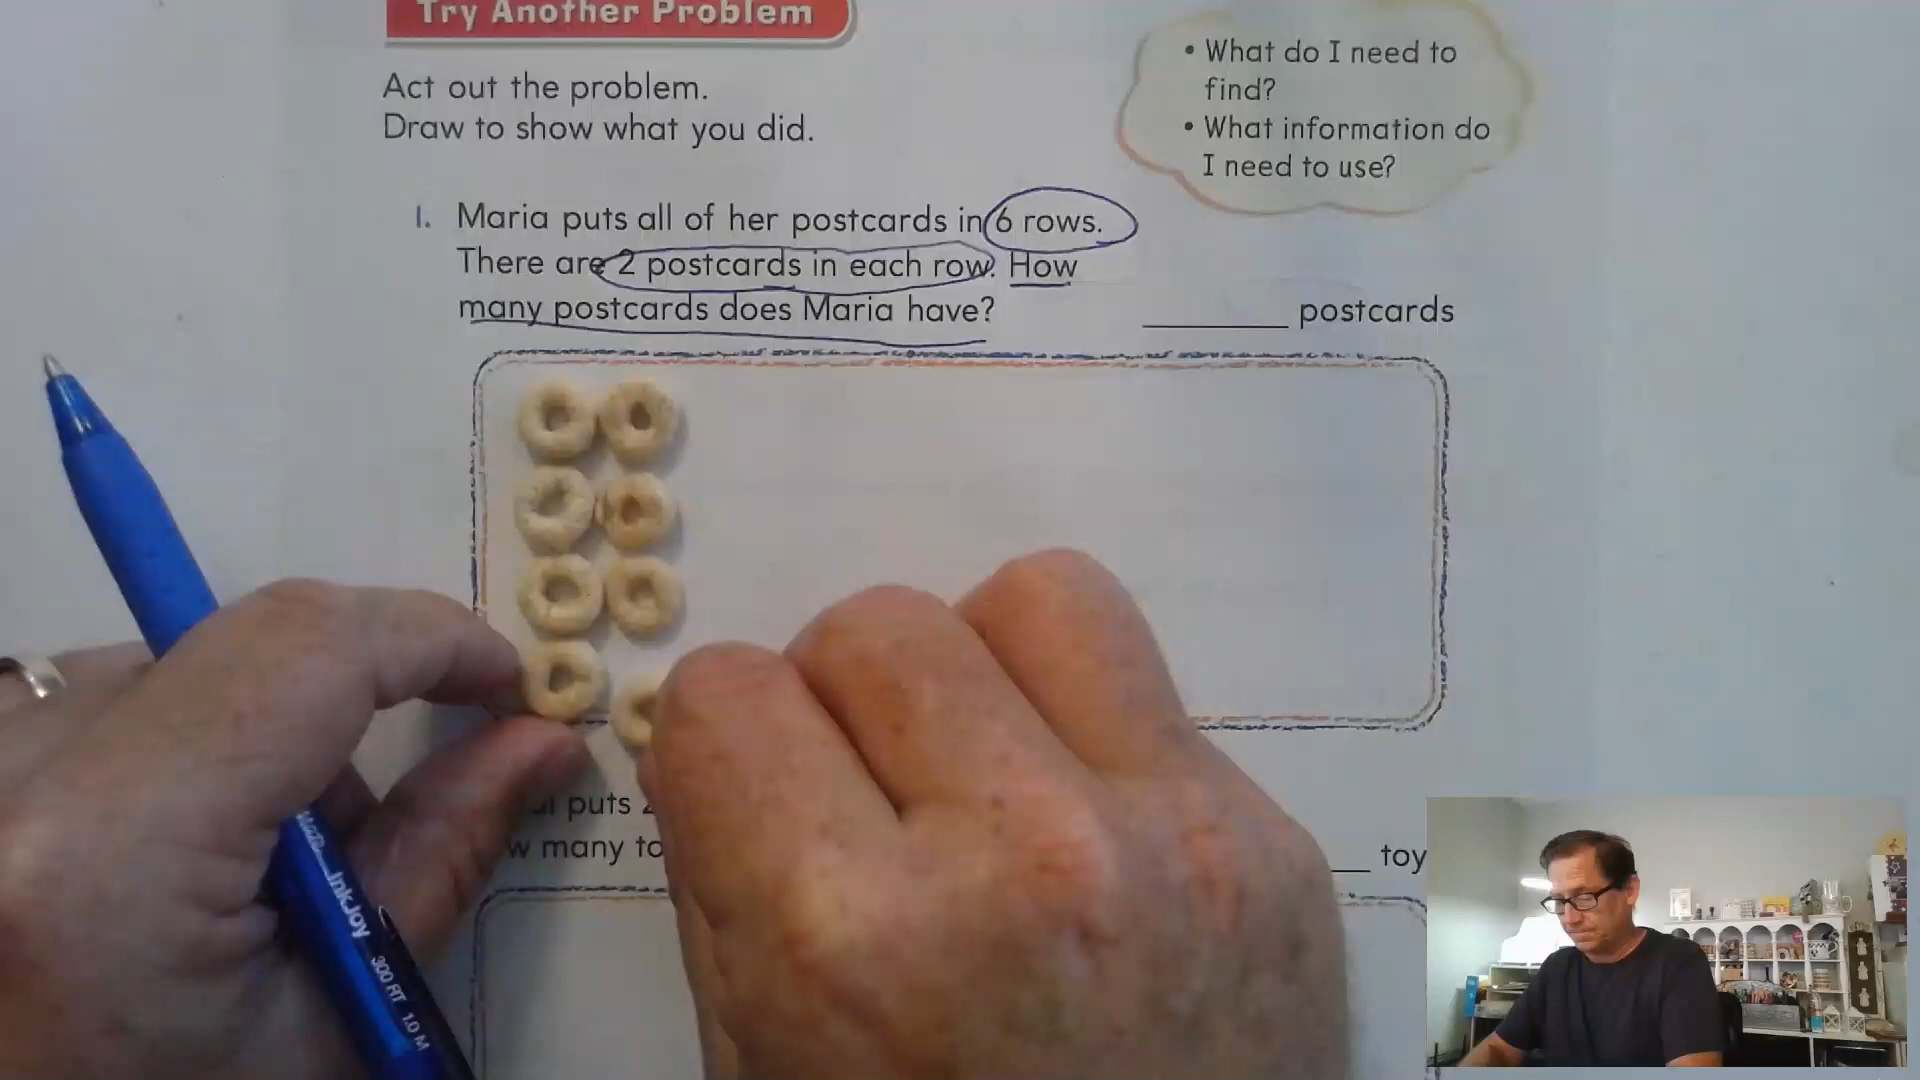 Try Another Problem
Act out the problem.
Draw to show what you did.
• What do I need to
find?
• What information do
I need to use?
1. Maria puts all of her postcards in 6 rows.
There are 2 postcards in each row. How
many postcards does Maria have?
______ postcards
puts
many to
toy
InkJoy 300 RT 1.0 M